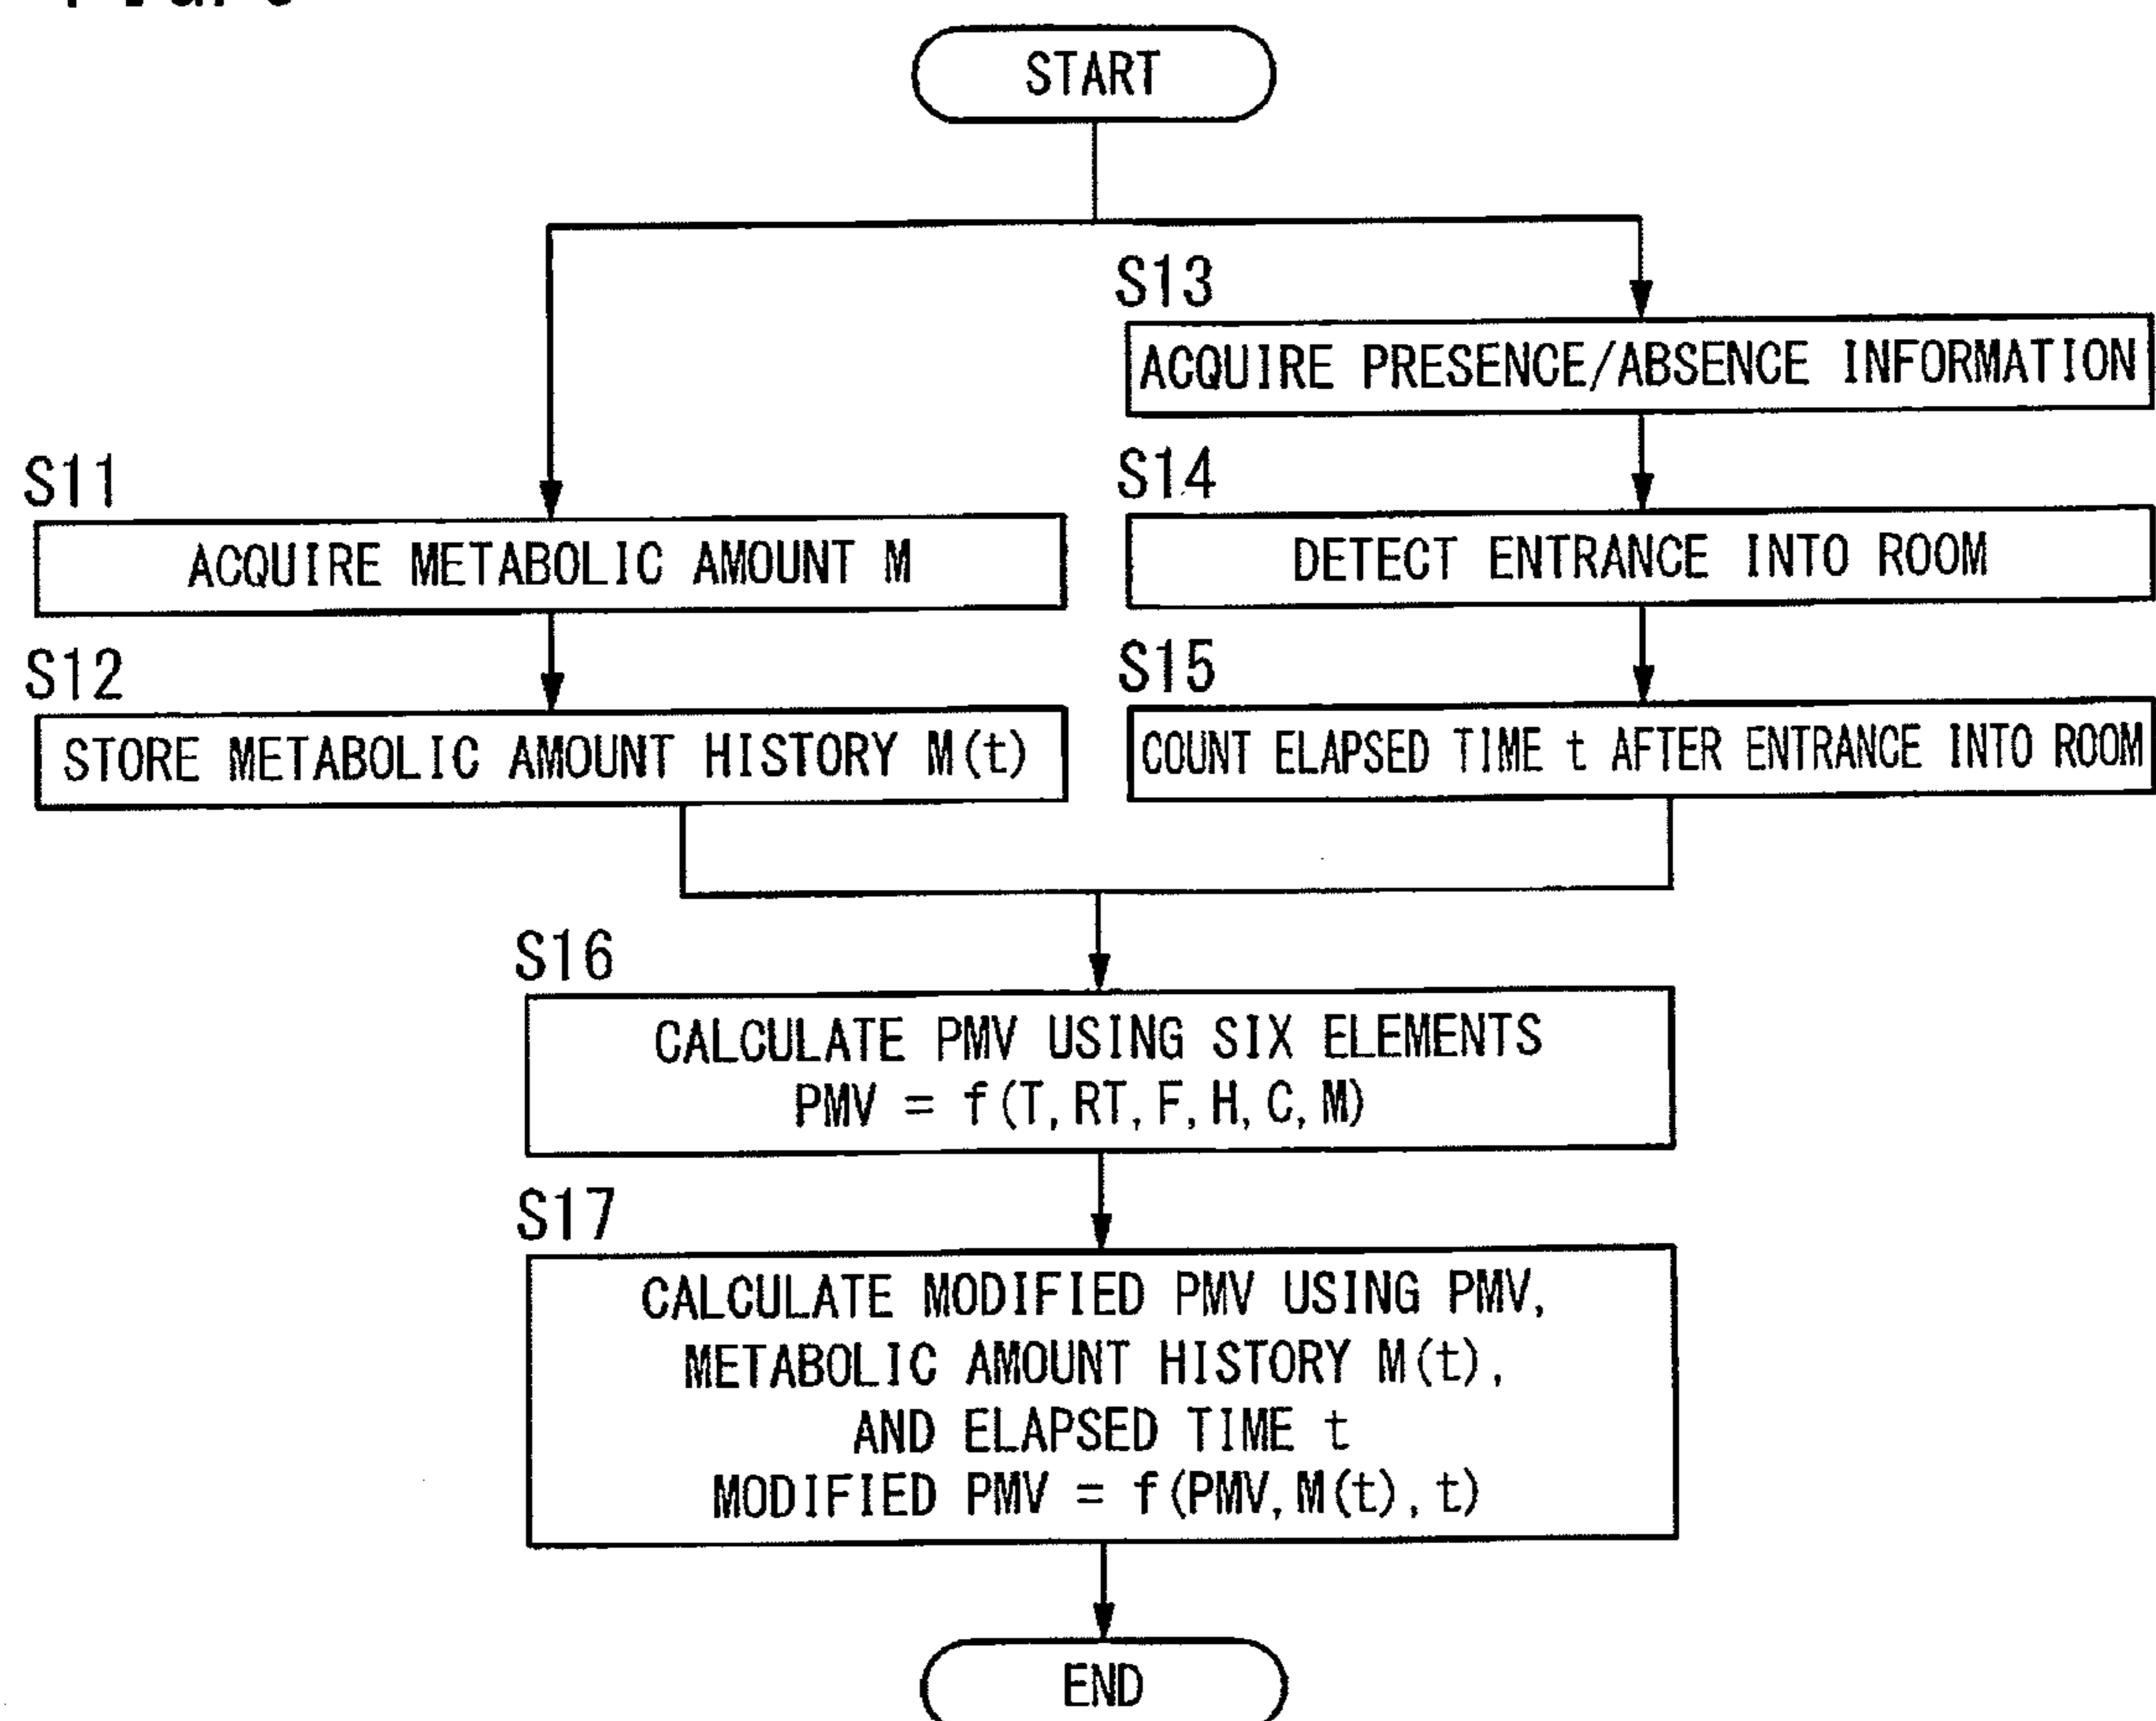 START
S13
ACQUIRE PRESENCE/ABSENCE INFORMATION
S11
S14
ACQUIRE METABOLIC AMOUNT M
DETECT ENTRANCE INTO ROOM
S12
S15
STORE METABOLIC AMOUNT HISTORY M(t)
COUNT ELAPSED TIME t AFTER ENTRANCE INTO ROOM
S16
CALCULATE PMV USING SIX ELEMENTS
PMV = f(T, RT, F, H, C, M)
S17
CALCULATE MODIFIED PMV USING PMV,
METABOLIC AMOUNT HISTORY M(t),
AND ELAPSED TIME t
MODIFIED PMV = f(PMV, M(t), t)
END